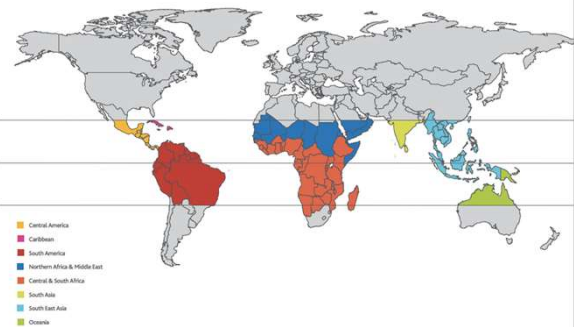 Central America
Caribbean
South America
Northern Africa & Middle East
Central & South Africa
South Asia
South East Asia
Oceania